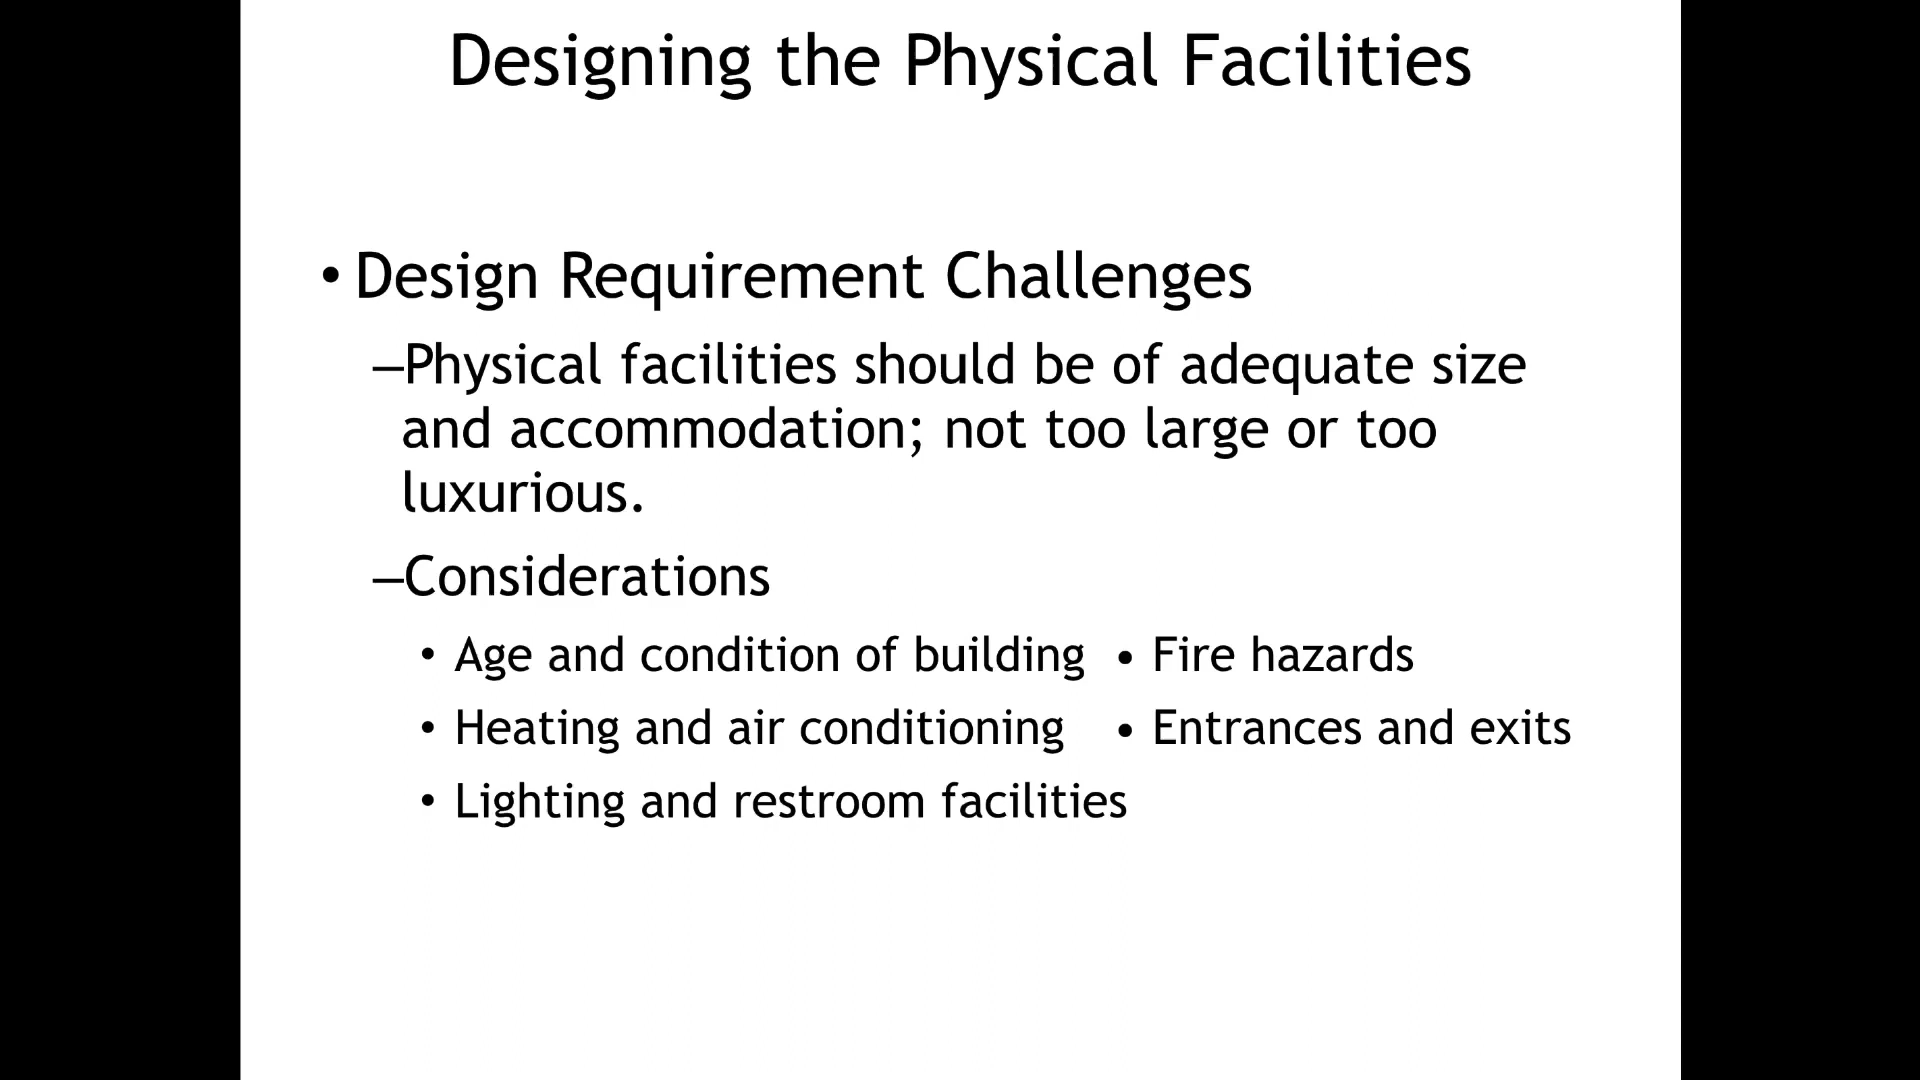 Designing the Physical Facilities
• Design Requirement Challenges
–Physical facilities should be of adequate size
and accommodation; not too large or too
luxurious.
–Considerations
• Age and condition of building • Fire hazards
• Heating and air conditioning • Entrances and exits
• Lighting and restroom facilities